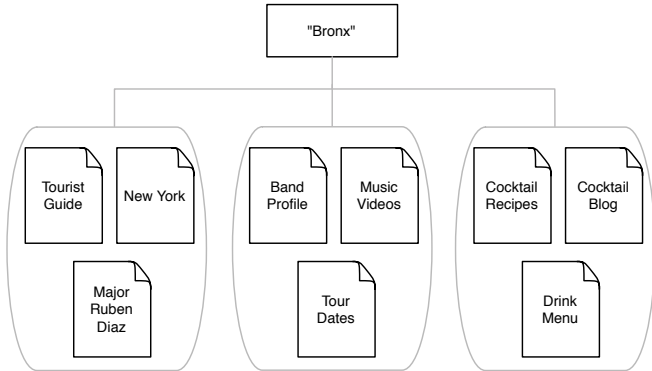 "Bronx"
Tourist
Guide
New York
Major
Ruben
Diaz
Band
Profile
Music
Videos
Tour
Dates
Cocktail
Recipes
Cocktail
Blog
Drink
Menu